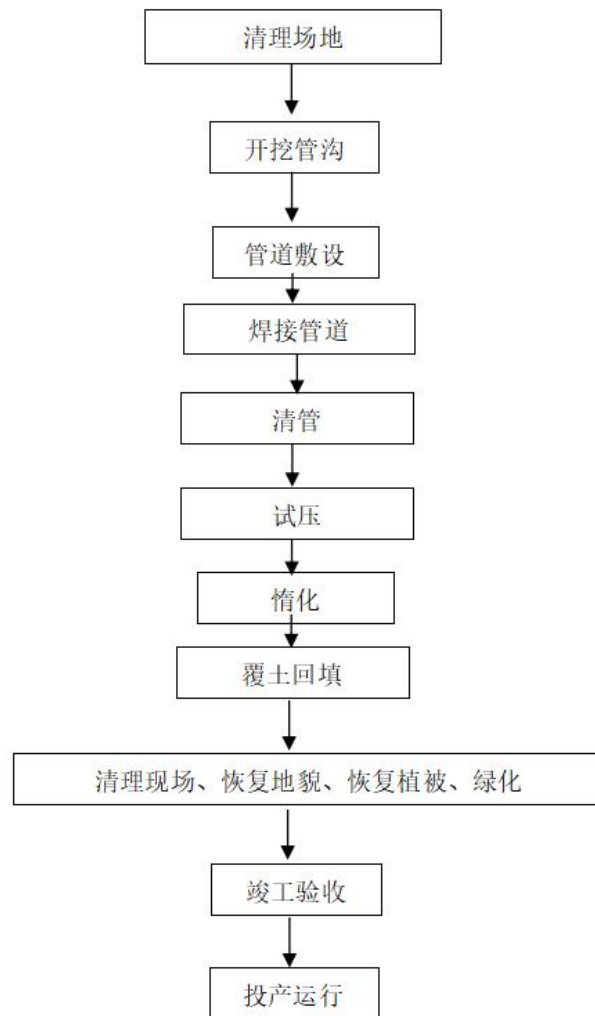 清理场地
开挖管沟
管道敷设
焊接管道
清管
试压
惰化
覆土回填
清理现场、恢复地貌、恢复植被、绿化
竣工验收
投产运行